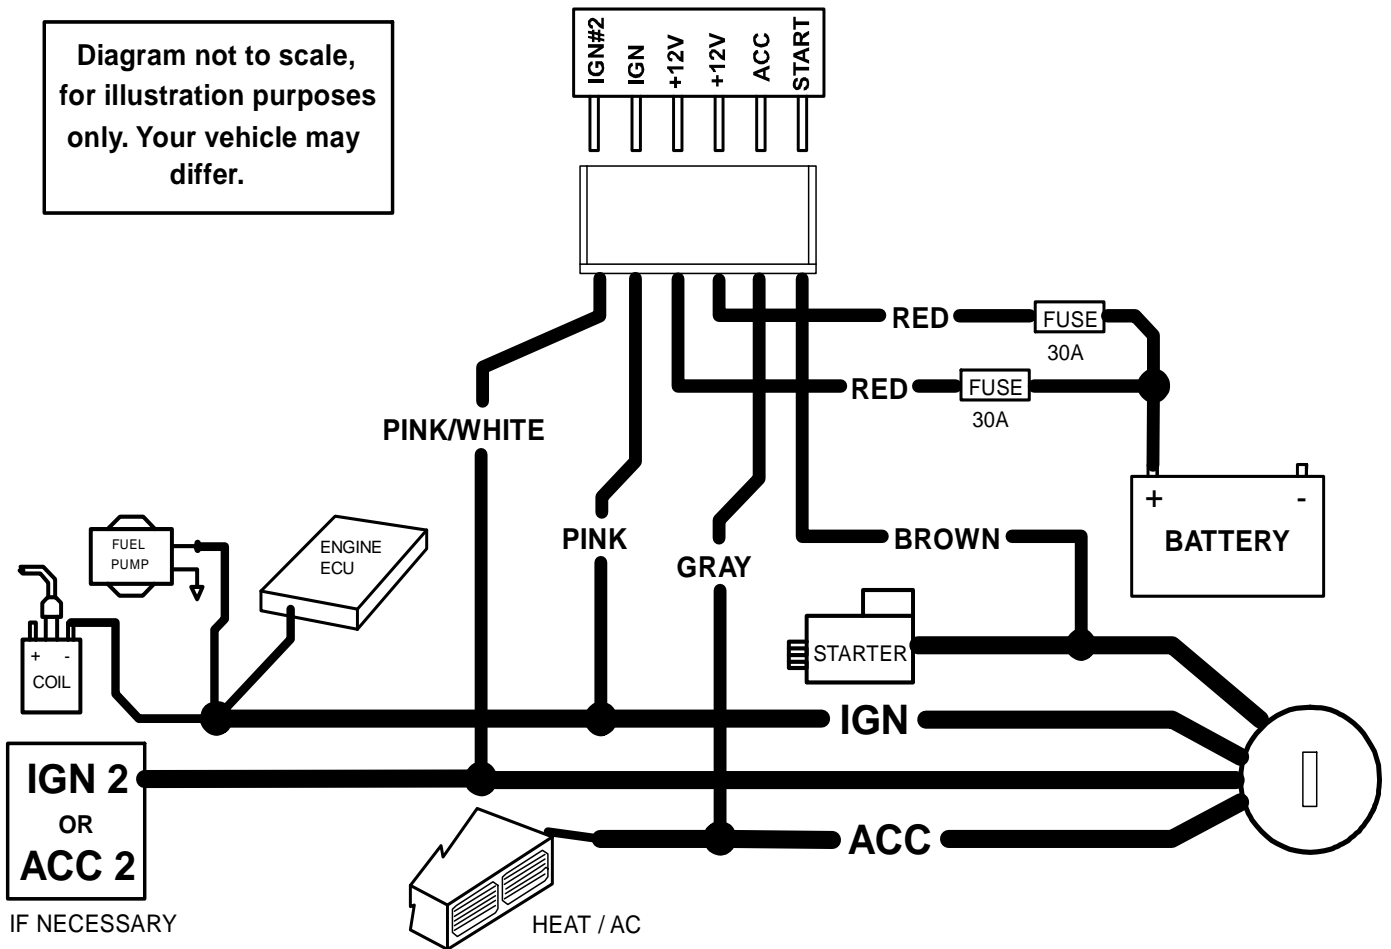 Diagram not to scale,
for illustration purposes
only. Your vehicle may
differ.
IGN#2
IGN
+12V
+12V
ACC
START
RED
FUSE
30A
RED
FUSE
30A
PINK/WHITE
PINK
GRAY
BROWN
+ -
BATTERY
FUEL
PUMP
ENGINE
ECU
+ -
COIL
STARTER
IGN
IGN 2
OR
ACC 2
IF NECESSARY
ACC
HEAT / AC